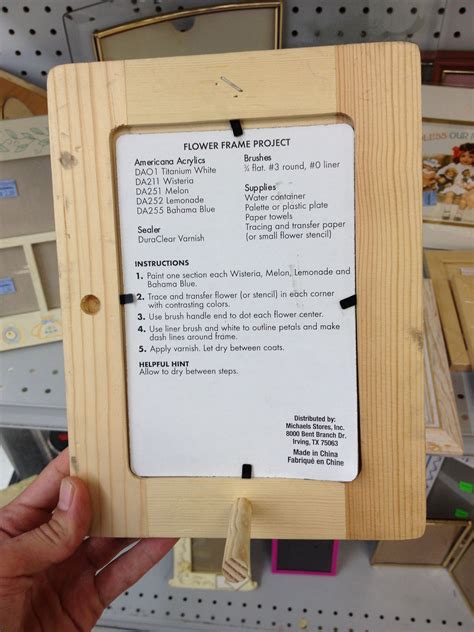 FLOWER FRAME PROJECT
Americana Acrylics
DAO1 Titanium White
DA211 Wisteria
DA251 Melon
DA252 Lemonade
DA255 Bahama Blue
Sealer
DuraClear Varnish
Brushes
¾ flat. #3 round, #0 liner
Supplies
Water container
Palette or plastic plate
Paper towels
Tracing and transfer paper
(or small flower stencil)
INSTRUCTIONS
1. Paint one section each Wisteria, Melon, Lemonade and
Bahama Blue.
2. Trace and transfer flower (or stencil) in each corner
with contrasting colors.
3. Use brush handle end to dot each flower center.
4. Use liner brush and white to outline petals and make
dash lines around frame.
5. Apply varnish. Let dry between coats.
HELPFUL HINT
Allow to dry between steps.
Distributed by:
Michaels Stores, Inc.
8000 Bent Branch Dr.
Irving, TX 75063
Made in China
Fabriqué en Chine